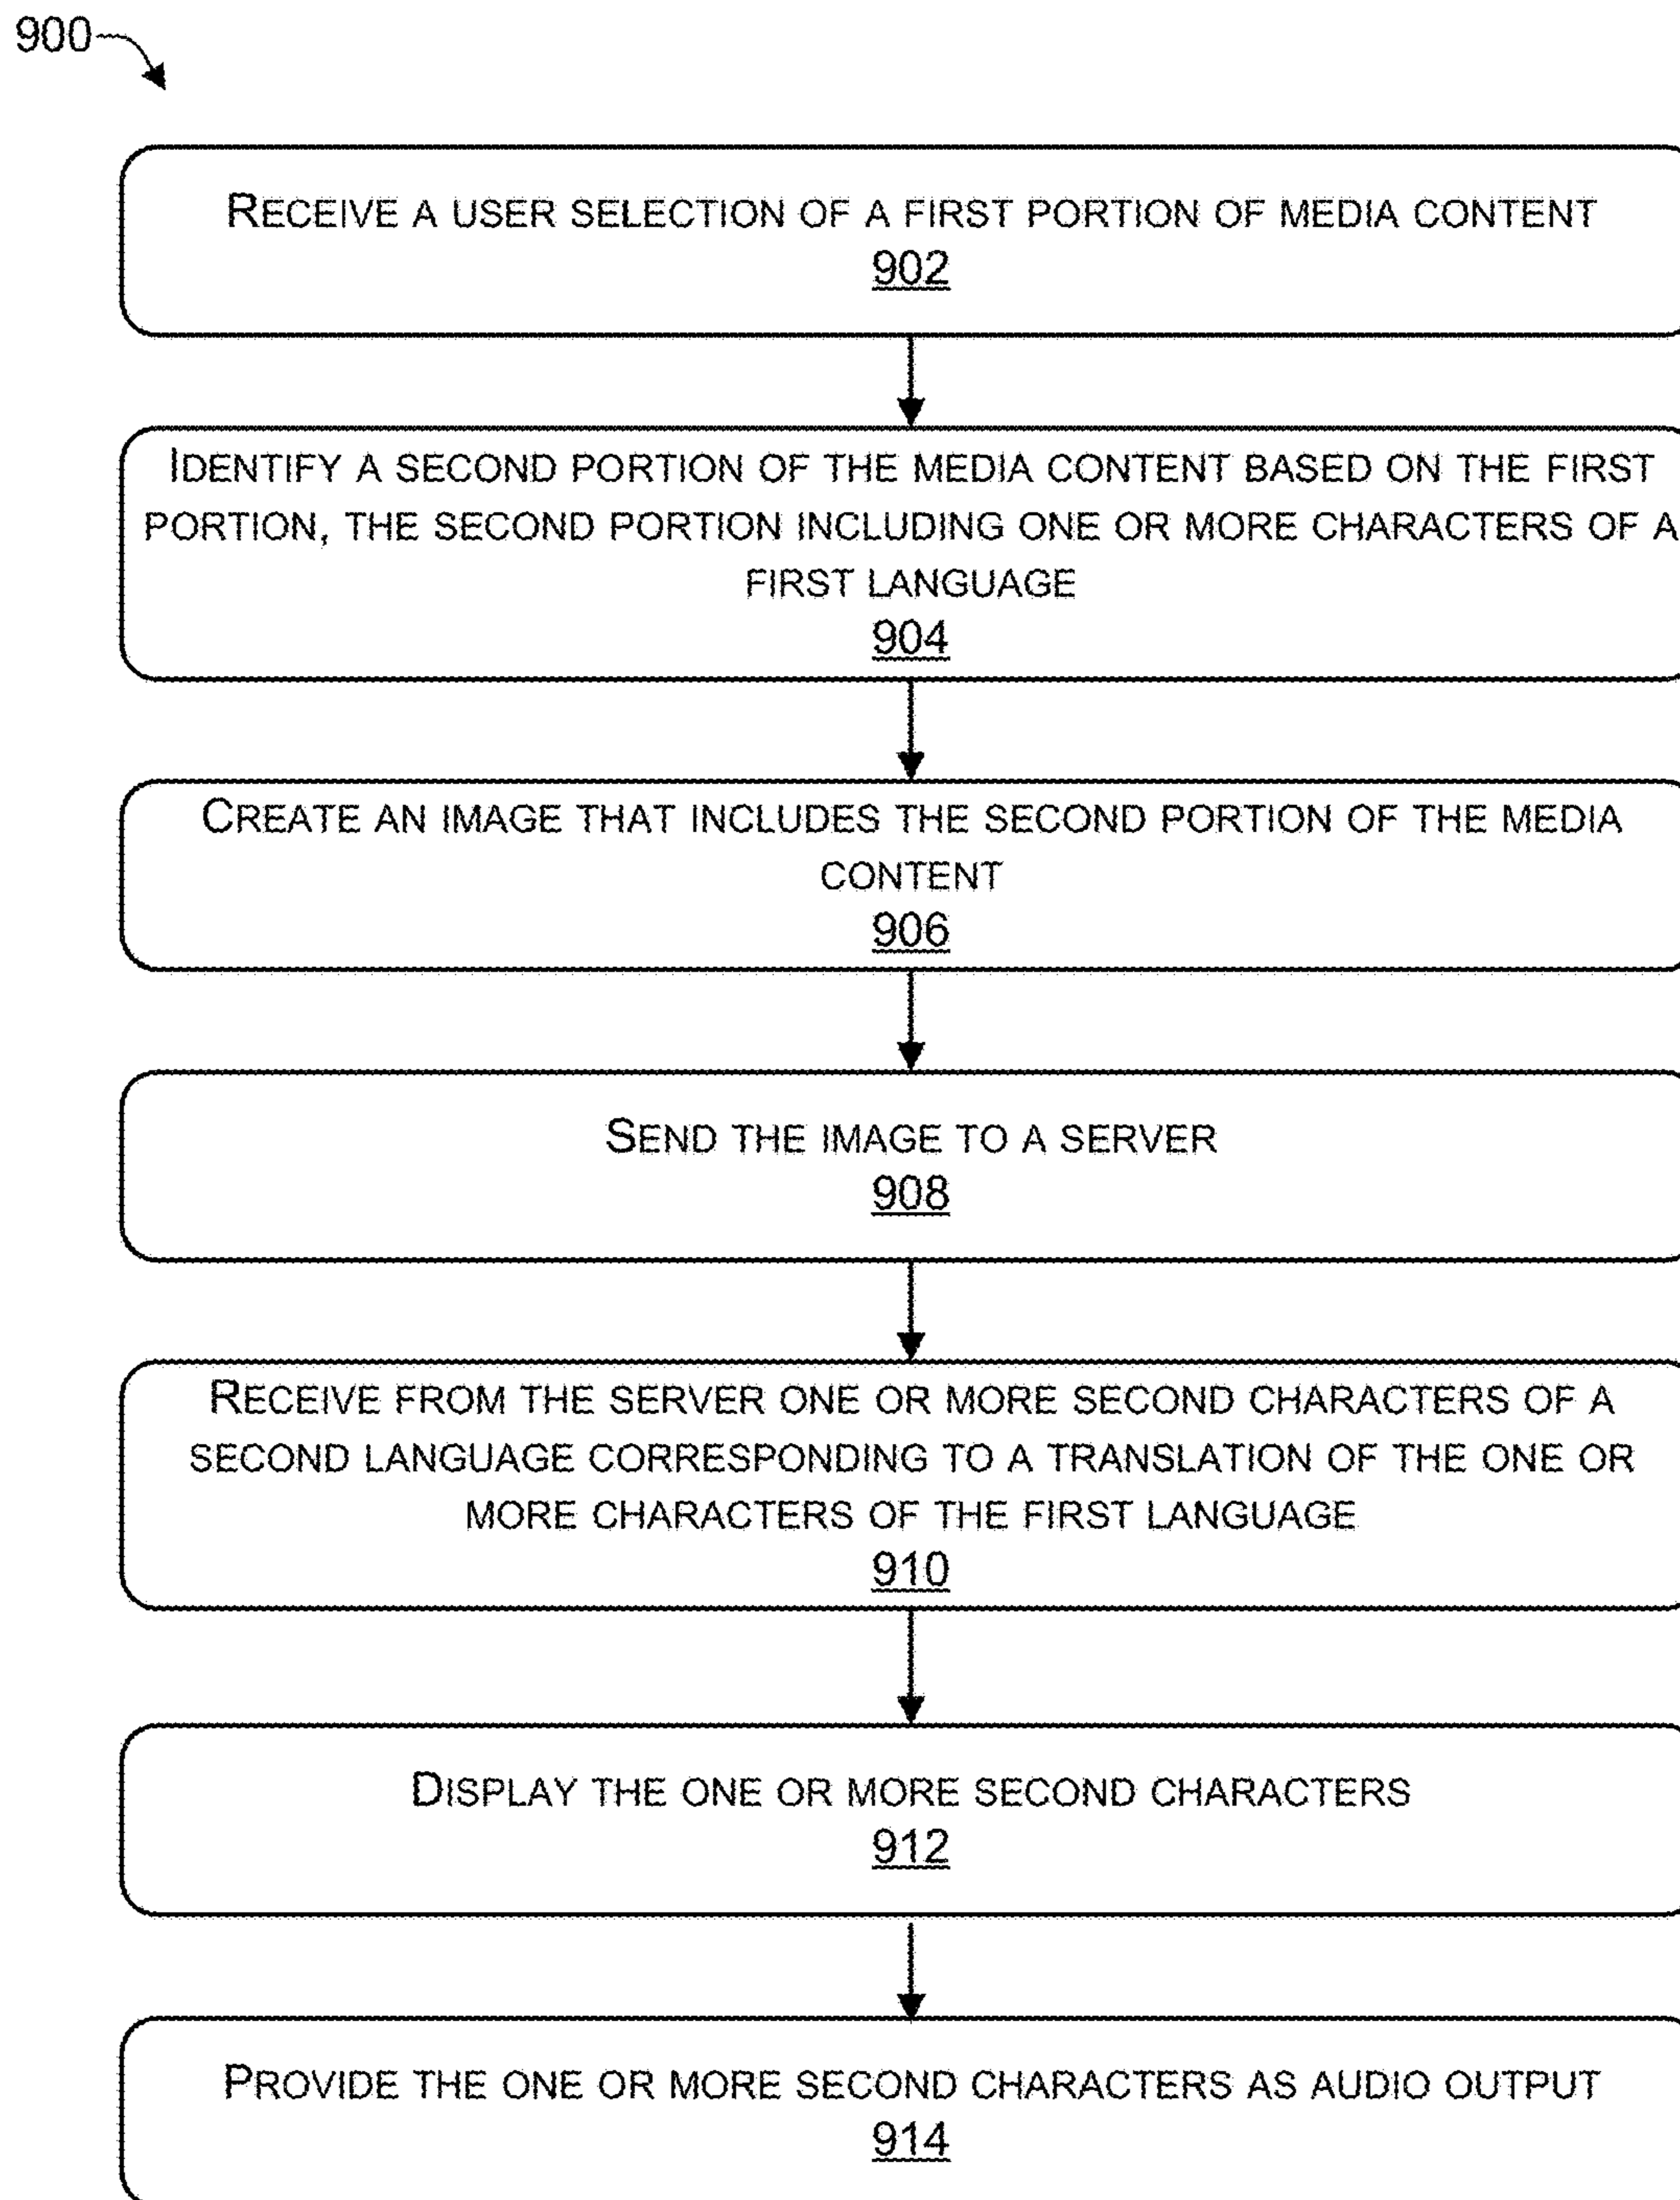 900
RECEIVE A USER SELECTION OF A FIRST PORTION OF MEDIA CONTENT
902
IDENTIFY A SECOND PORTION OF THE MEDIA CONTENT BASED ON THE FIRST
PORTION, THE SECOND PORTION INCLUDING ONE OR MORE CHARACTERS OF A
FIRST LANGUAGE
904
CREATE AN IMAGE THAT INCLUDES THE SECOND PORTION OF THE MEDIA
CONTENT
906
SEND THE IMAGE TO A SERVER
908
RECEIVE FROM THE SERVER ONE OR MORE SECOND CHARACTERS OF A
SECOND LANGUAGE CORRESPONDING TO A TRANSLATION OF THE ONE OR
MORE CHARACTERS OF THE FIRST LANGUAGE
910
DISPLAY THE ONE OR MORE SECOND CHARACTERS
912
PROVIDE THE ONE OR MORE SECOND CHARACTERS AS AUDIO OUTPUT
914